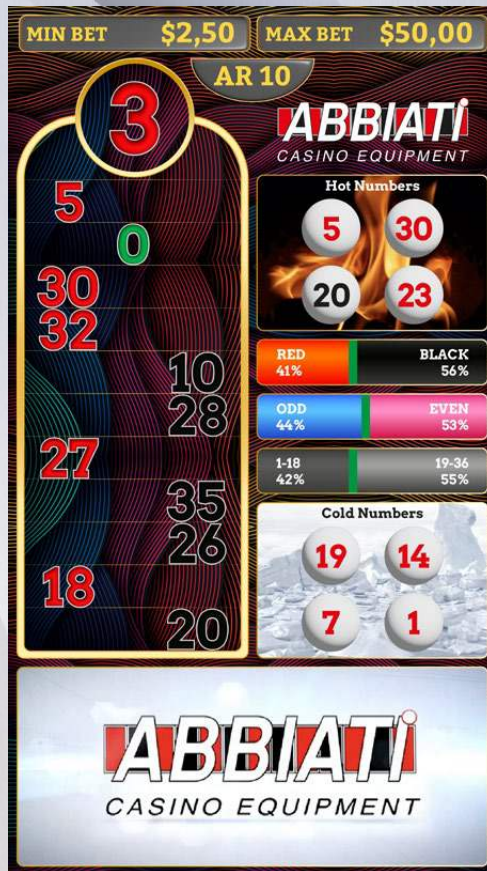 MIN BET $2,50 MAX BET $50,00
AR 10
3
ABBIATI
CASINO EQUIPMENT
5
0
30
32
10
28
27
35
26
18
20
Hot Numbers
5 30
20 23
RED BLACK
41% 56%
ODD EVEN
44% 53%
1-18 19-36
42% 55%
Cold Numbers
19 14
7 1
ABBIATI
CASINO EQUIPMENT